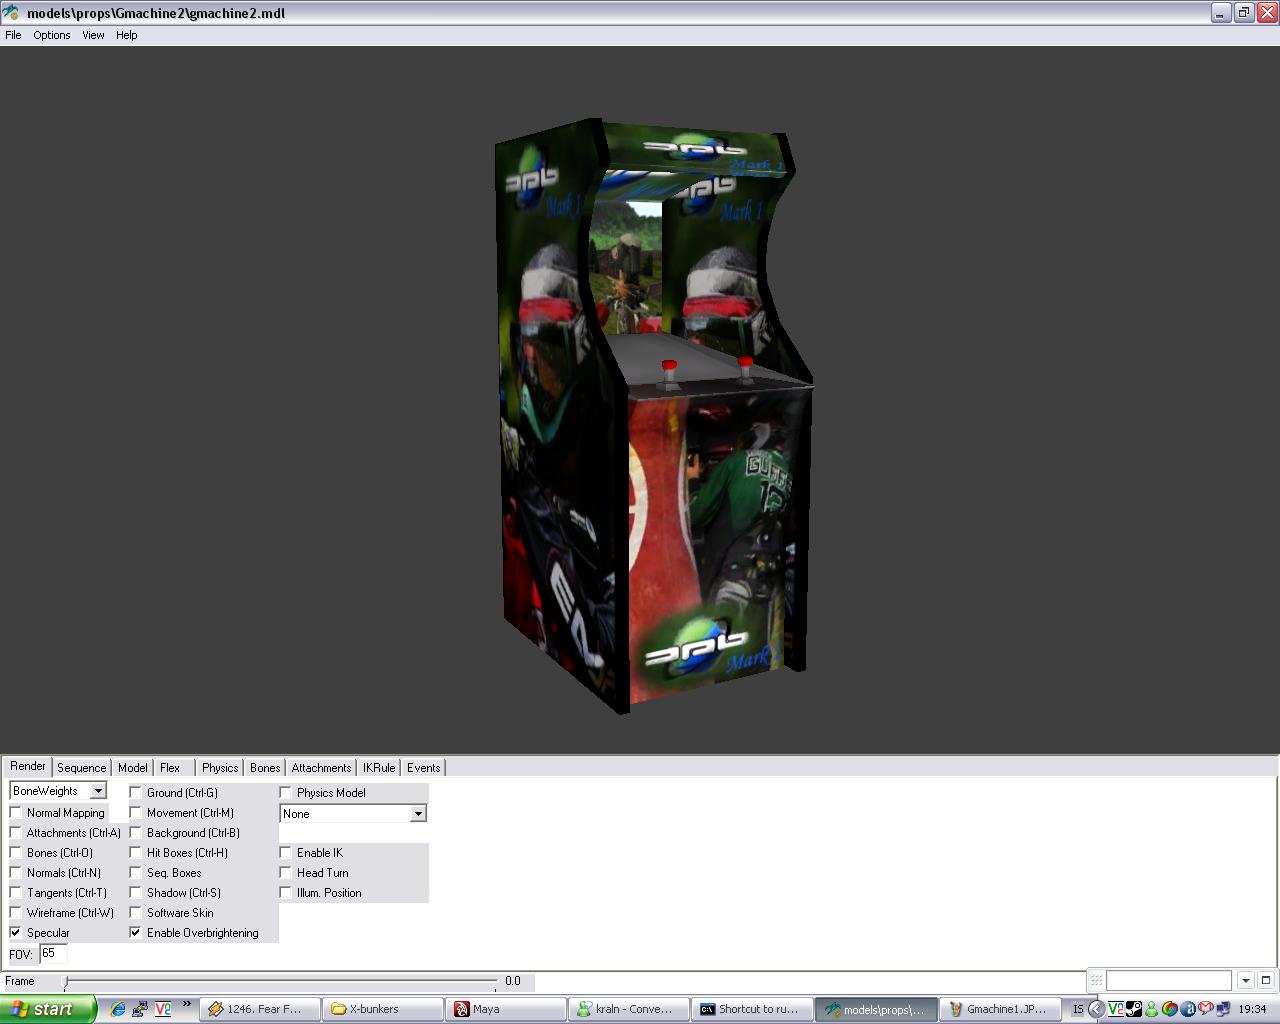 models\props\Gmachine2\gmachine2.mdl
File Options View Help
Mark 1
Mark 1
Mark 1
GOFF
12
Mark
Render Sequence Model Flex Physics Bones Attachments IKRule Events
BoneWeights Ground (Ctrl-G) Physics Model
Normal Mapping Movement (Ctrl-M) None
Attachments (Ctrl-A) Background (Ctrl-B)
Bones (Ctrl-O) Hit Boxes (Ctrl-H) Enable IK
Normals (Ctrl-N) Seq. Boxes Head Turn
Tangents (Ctrl-T) Shadow (Ctrl-S) Illum. Position
Wireframe (Ctrl-W) Software Skin
Specular Enable Overbrightening
FOV: 65
Frame 0.0
start 1246. Fear F... X-bunkers Maya kraln - Conve... Shortcut to ru... models\props\... Gmachine1.JP... IS 19:34